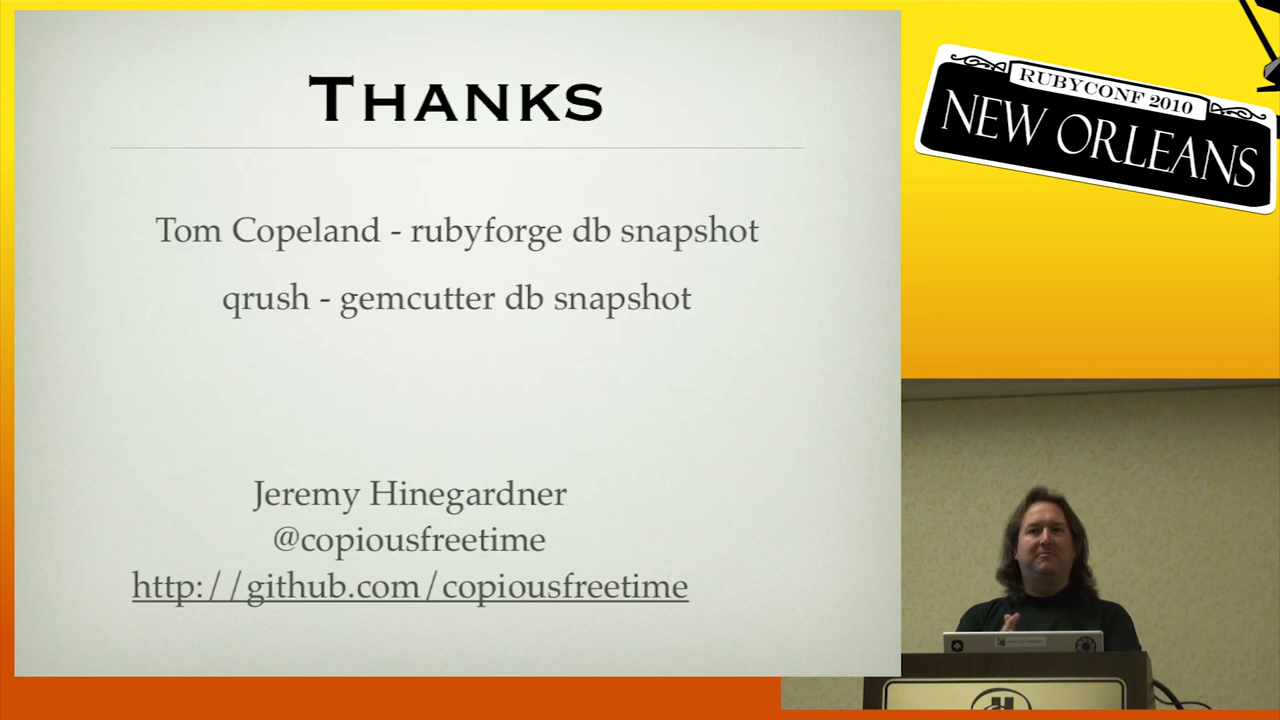 THANKS
Tom Copeland - rubyforge db snapshot
qrush - gemcutter db snapshot
Jeremy Hinegardner
@copiousfreetime
http://github.com/copiousfreetime
RUBYCONF 2010
NEW ORLEANS
H